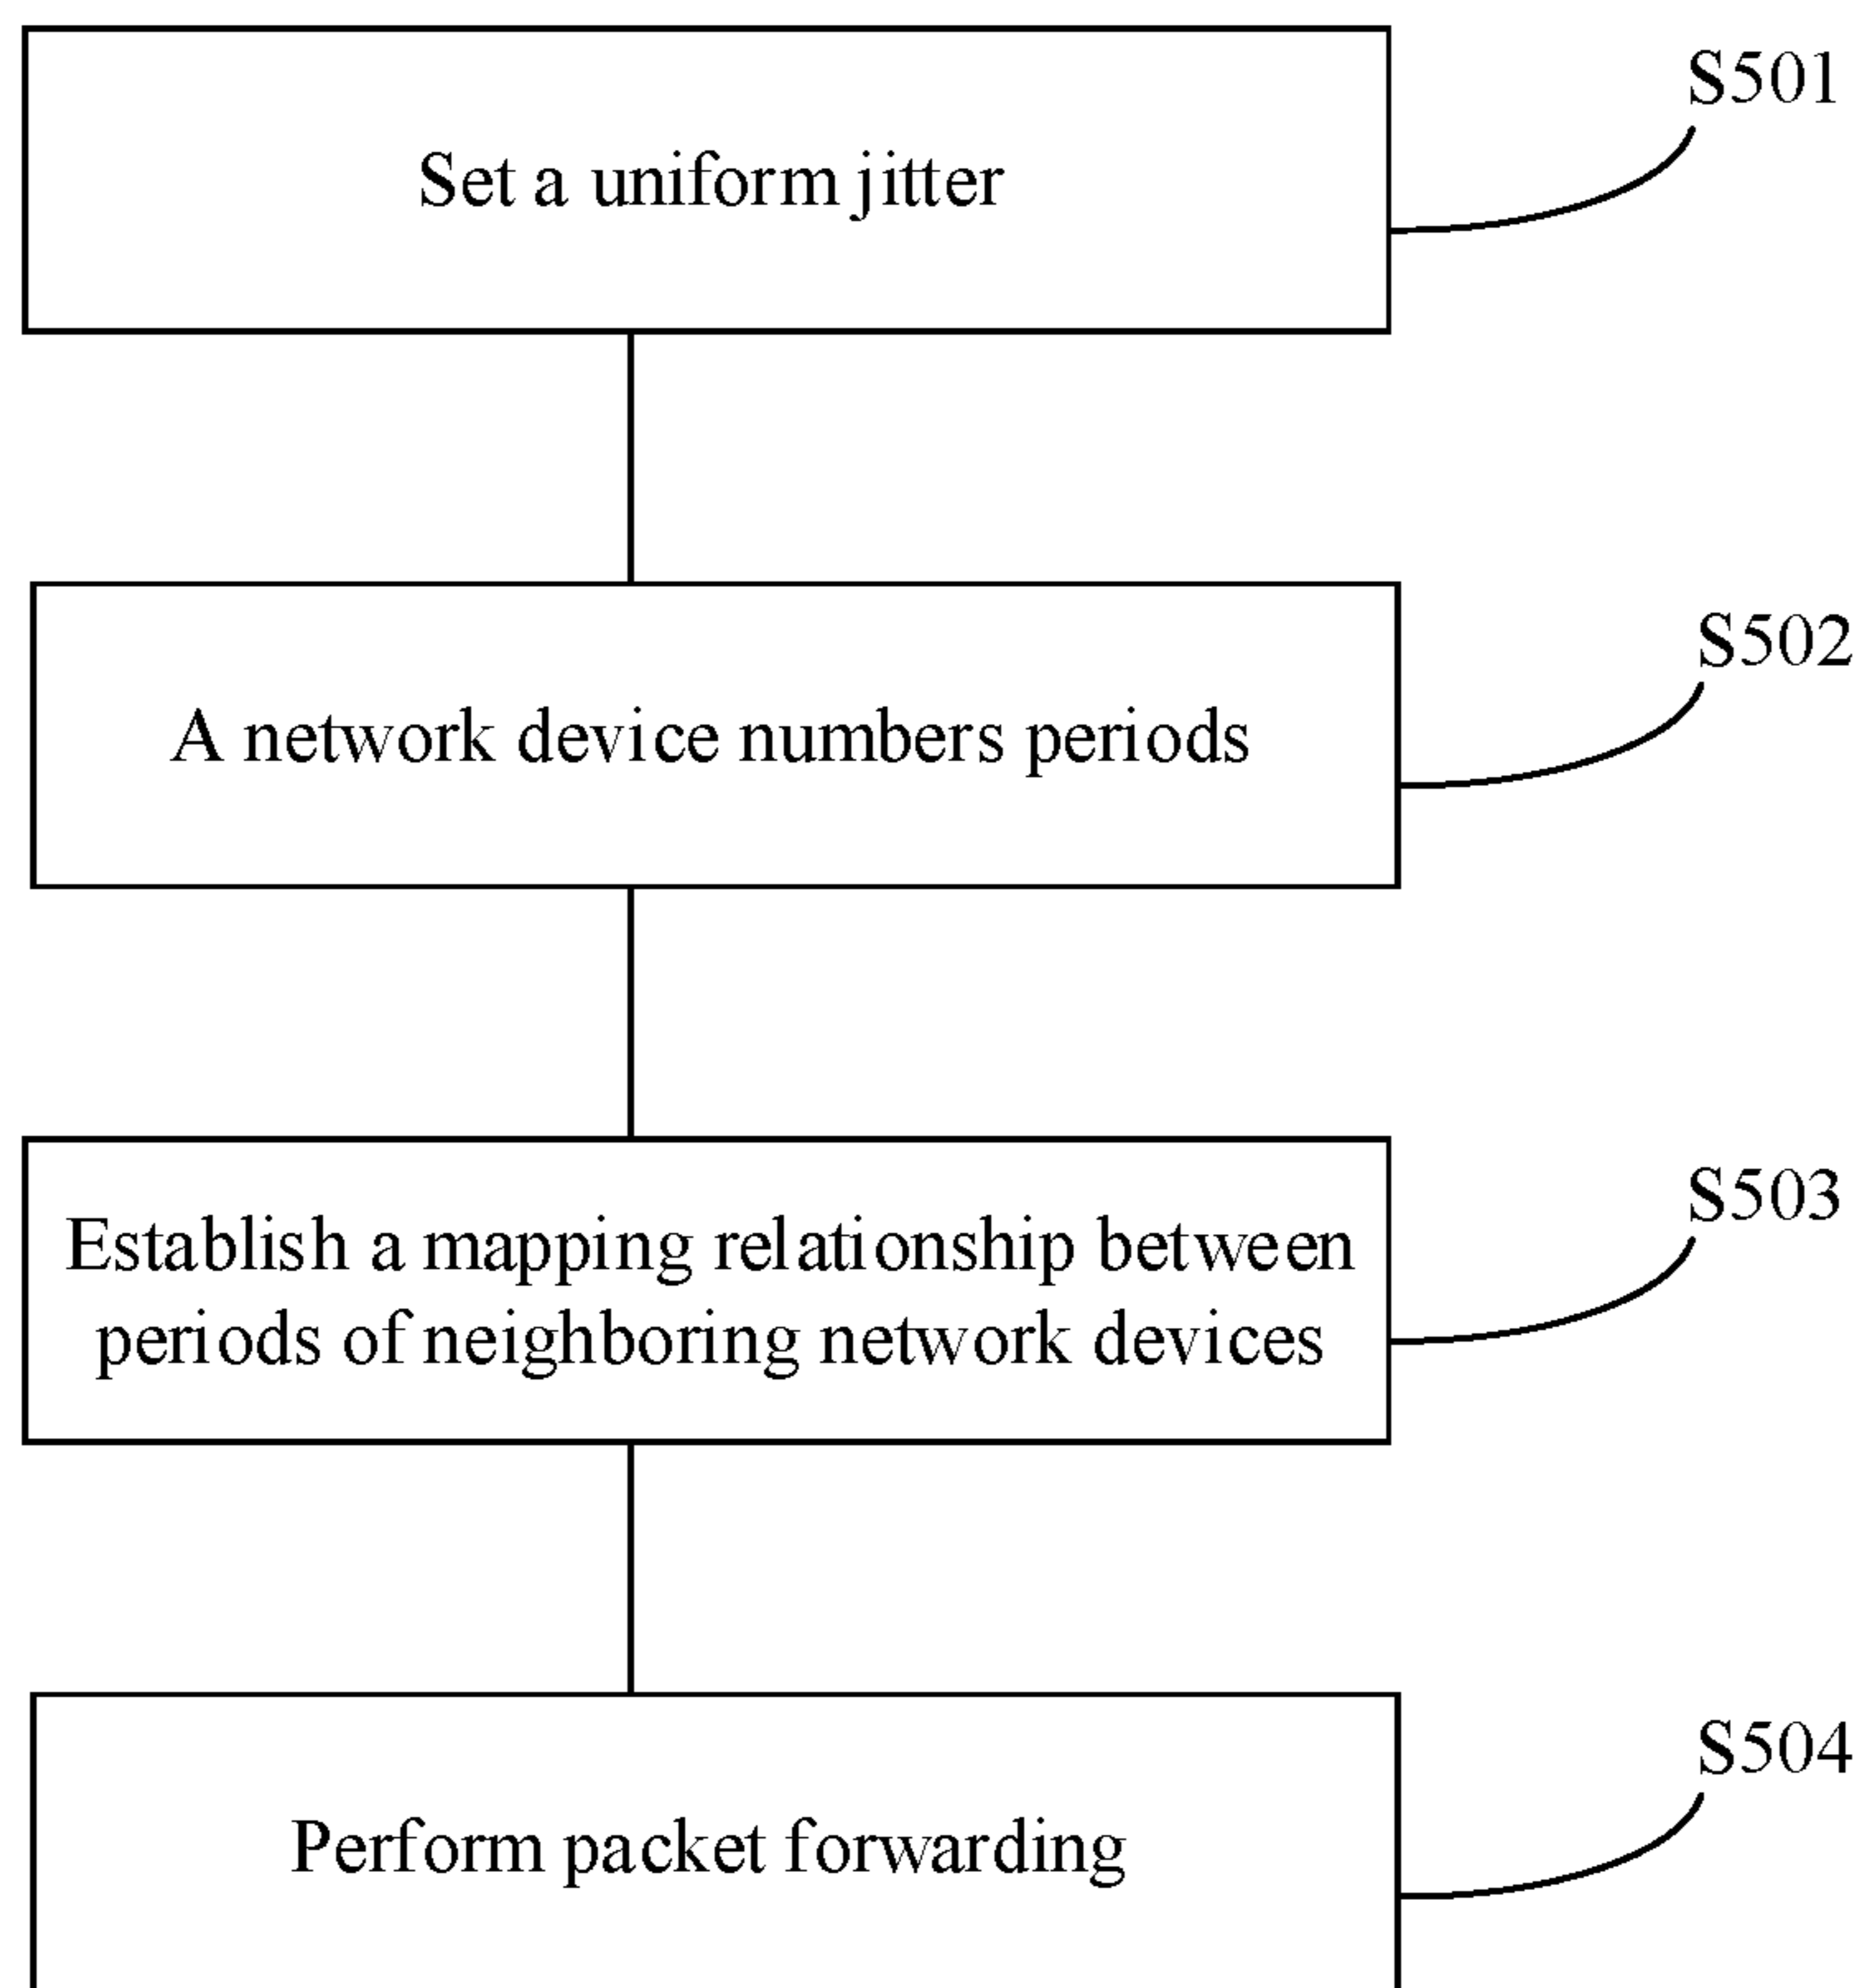 S501
Set a uniform jitter
S502
A network device numbers periods
S503
Establish a mapping relationship between
periods of neighboring network devices
S504
Perform packet forwarding